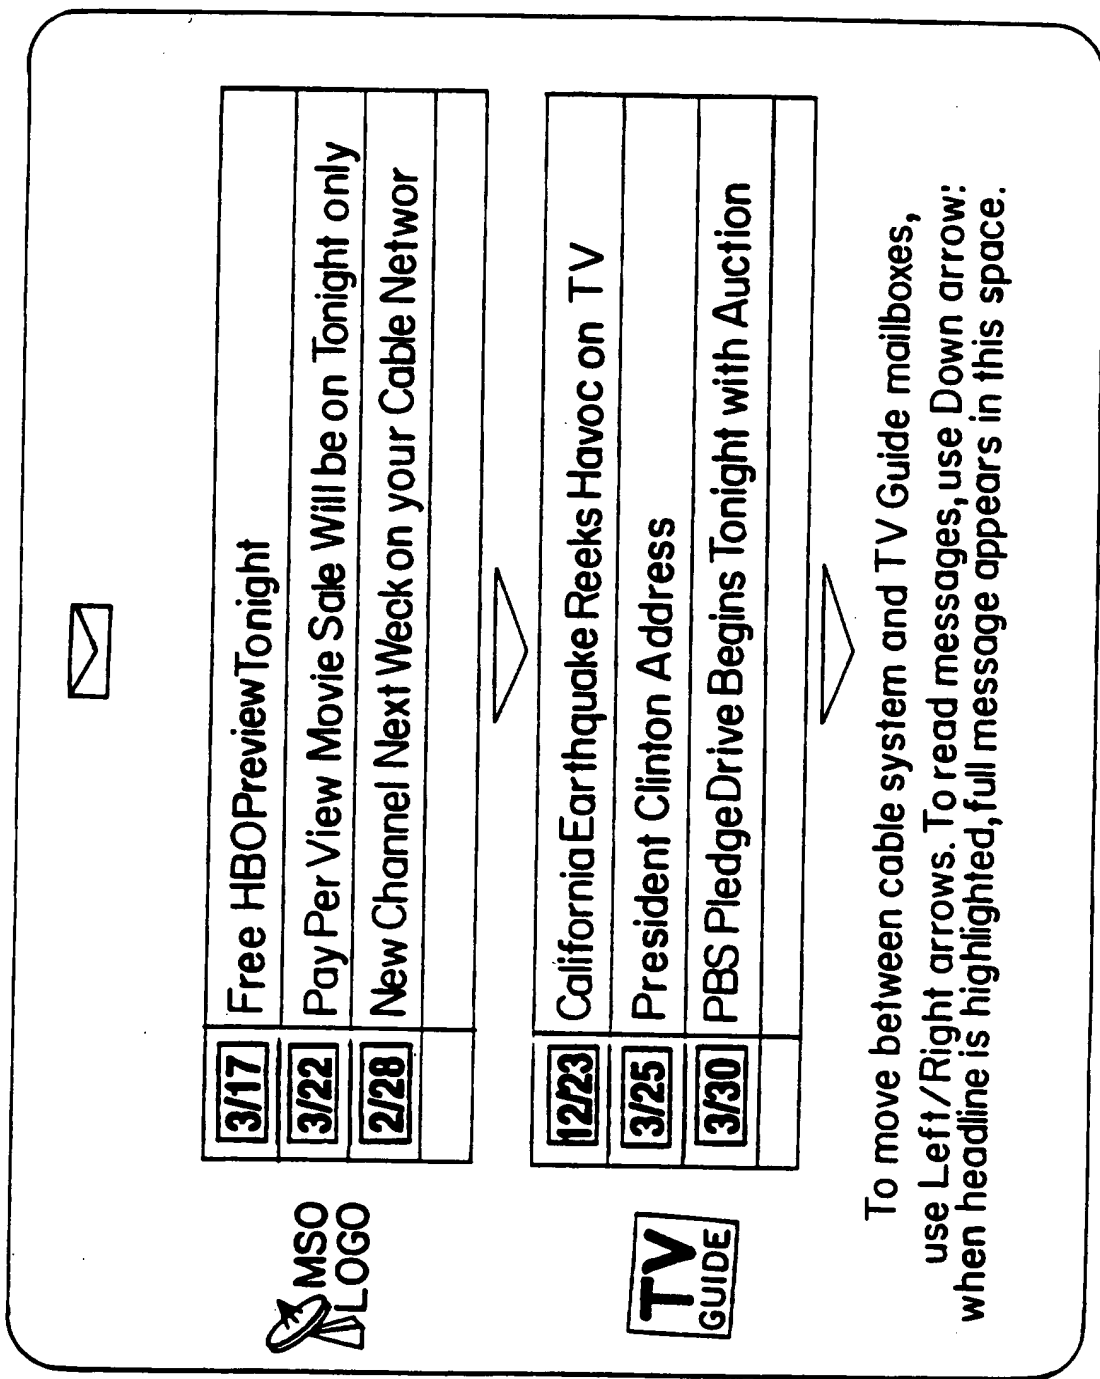 MSO
LOGO
3/17 Free HBOPreviewTonight
3/22 Pay Per View Movie Sale Will be on Tonight only
2/28 New Channel Next Weck on your Cable Networ
TV
GUIDE
12/23 California Earthquake Reeks Havoc on TV
3/25 President Clinton Address
3/30 PBS PledgeDrive Begins Tonight with Auction
To move between cable system and TV Guide mailboxes,
use Left/Right arrows. To read messages,use Down arrow:
when headline is highlighted,full message appears in this space.